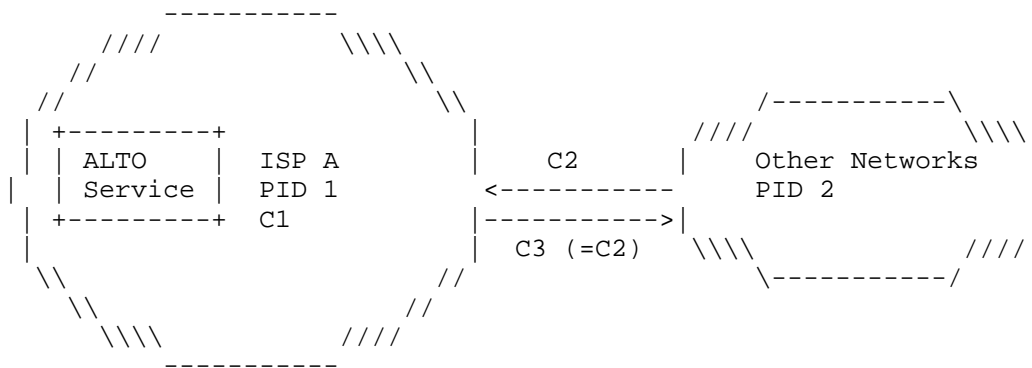 ALTO ISP A C2 Other Networks
Service PID 1 PID 2
C1
C3 (=C2)